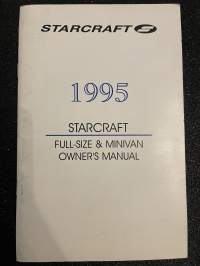 STARCRAFT
1995
STARCRAFT
FULL-SIZE & MINIVAN
OWNER'S MANUAL